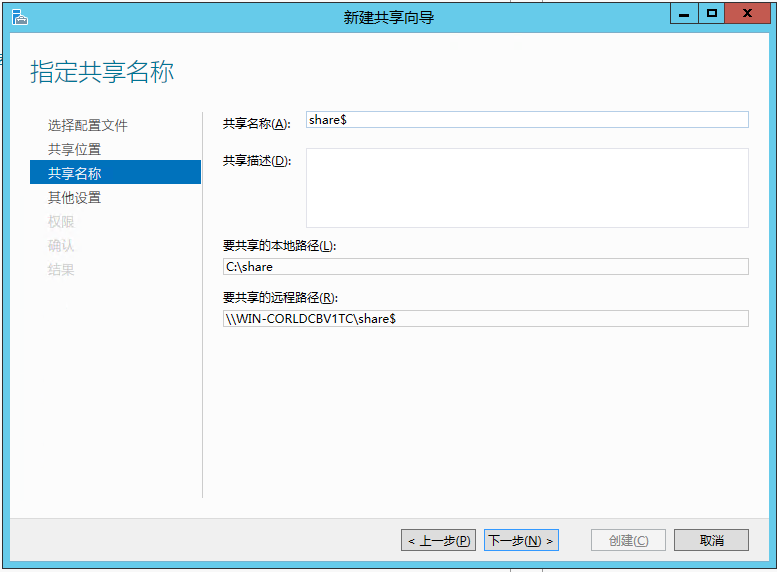 新建共享向导
指定共享名称
选择配置文件
共享位置
共享名称
其他设置
权限
确认
结果
共享名称(A): share$
共享描述(D):
要共享的本地路径(L):
C:\share
要共享的远程路径(R):
\\WIN-CORLDCBV1TC\share$
< 上一步(P) 下一步(N) > 创建(C) 取消